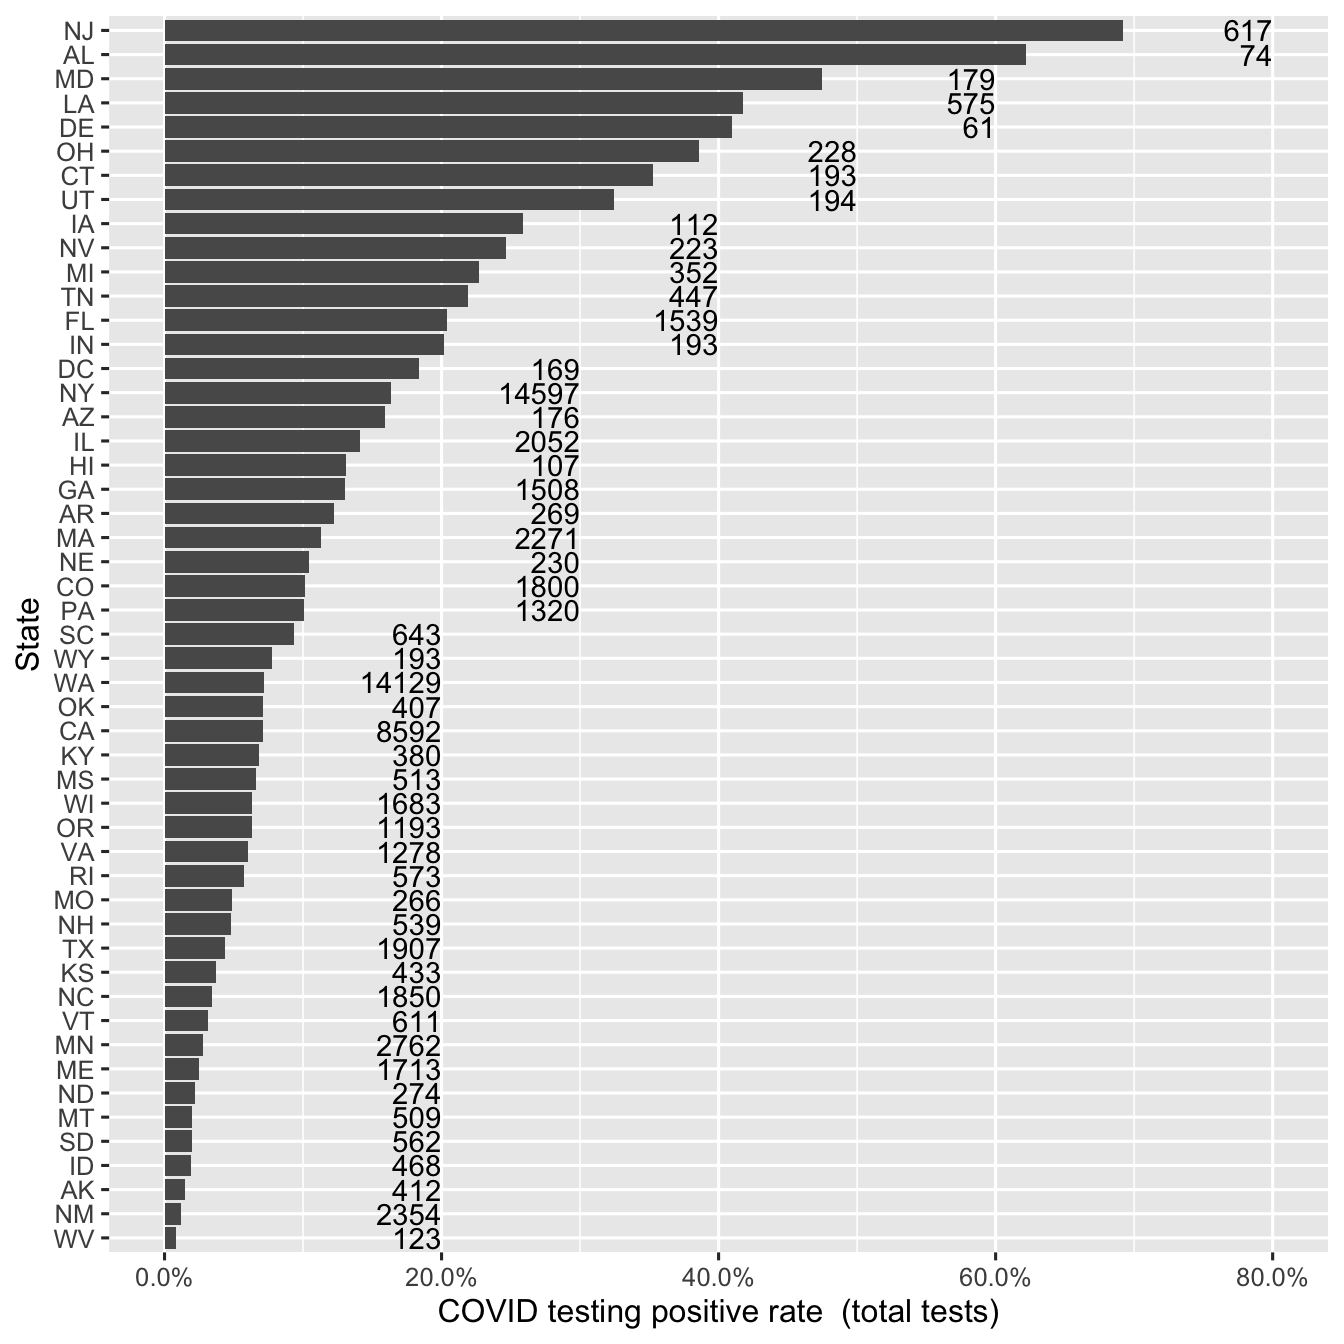 NJ 617
AL 74
MD 179
LA 575
DE 61
OH 228
CT 193
UT 194
IA 112
NV 223
MI 352
TN 447
FL 1539
IN 193
DC 169
NY 14597
AZ 176
IL 2052
HI 107
GA 1508
AR 269
MA 2271
NE 230
CO 1800
PA 1320
SC 643
WY 193
WA 14129
OK 407
CA 8592
KY 380
MS 513
WI 1683
OR 1193
VA 1278
RI 573
MO 266
NH 539
TX 1907
KS 433
NC 1850
VT 611
MN 2762
ME 1713
ND 274
MT 509
SD 562
ID 468
AK 412
NM 2354
WV 123
State
0.0% 20.0% 40.0% 60.0% 80.0%
COVID testing positive rate  (total tests)